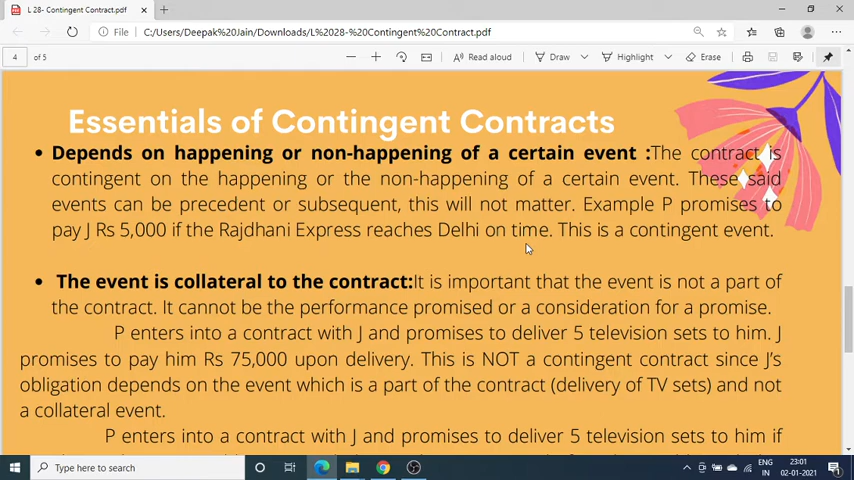 L 28- Contingent Contract.pdf
File
C:/Users/Deepak%20Jain/Downloads/L%2028-%20Contingent%20Contract.pdf
4 of 5
Read aloud
Draw
Highlight
Erase
Essentials of Contingent Contracts
• Depends on happening or non-happening of a certain event :The contract is
contingent on the happening or the non-happening of a certain event. These said
events can be precedent or subsequent, this will not matter. Example P promises to
pay J Rs 5,000 if the Rajdhani Express reaches Delhi on time. This is a contingent event.
• The event is collateral to the contract:It is important that the event is not a part of
the contract. It cannot be the performance promised or a consideration for a promise.
P enters into a contract with J and promises to deliver 5 television sets to him. J
promises to pay him Rs 75,000 upon delivery. This is NOT a contingent contract since J's
obligation depends on the event which is a part of the contract (delivery of TV sets) and not
a collateral event.
P enters into a contract with J and promises to deliver 5 television sets to him if
Type here to search
ENG
IN
23:01
02-01-2021